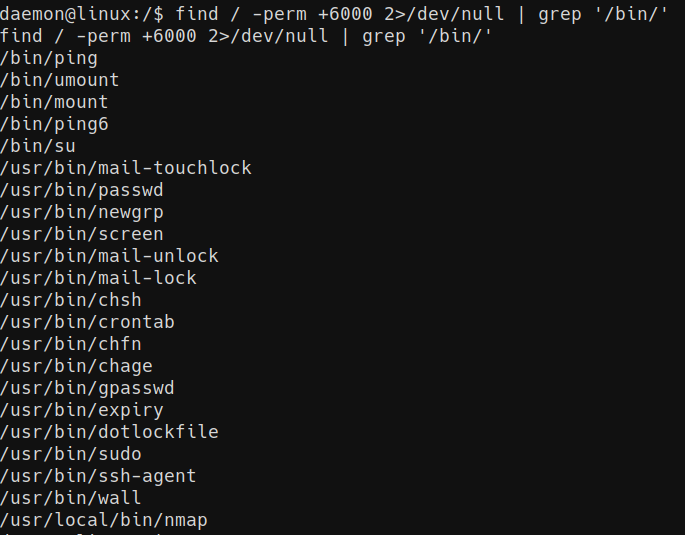 daemon@linux:/$ find / -perm +6000 2>/dev/null | grep '/bin/'
find / -perm +6000 2>/dev/null | grep '/bin/'
/bin/ping
/bin/umount
/bin/mount
/bin/ping6
/bin/su
/usr/bin/mail-touchlock
/usr/bin/passwd
/usr/bin/newgrp
/usr/bin/screen
/usr/bin/mail-unlock
/usr/bin/mail-lock
/usr/bin/chsh
/usr/bin/crontab
/usr/bin/chfn
/usr/bin/chage
/usr/bin/gpasswd
/usr/bin/expiry
/usr/bin/dotlockfile
/usr/bin/sudo
/usr/bin/ssh-agent
/usr/bin/wall
/usr/local/bin/nmap